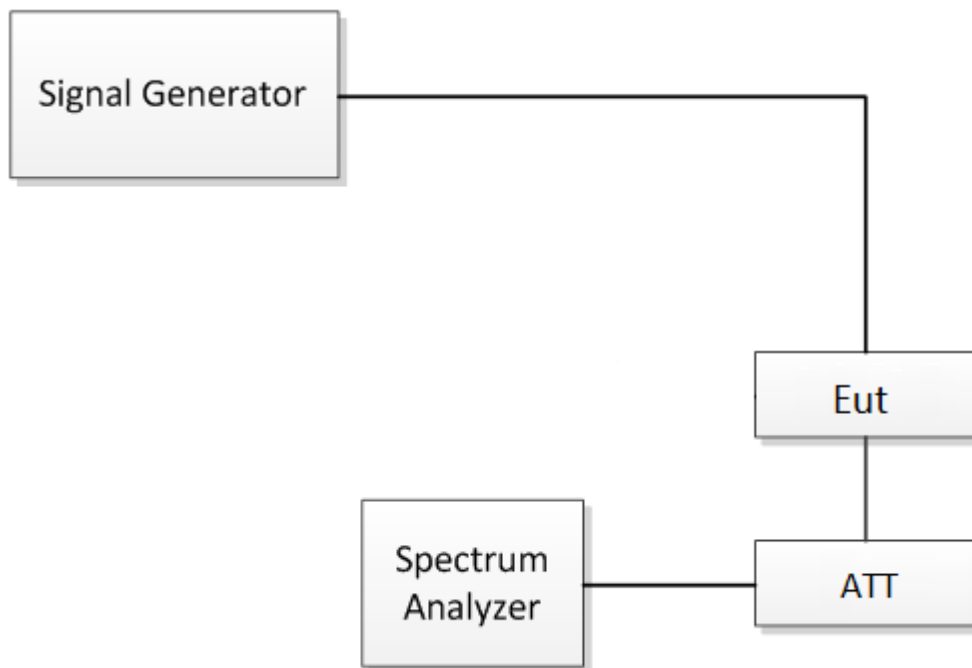 Signal Generator
Eut
Spectrum
Analyzer
ATT